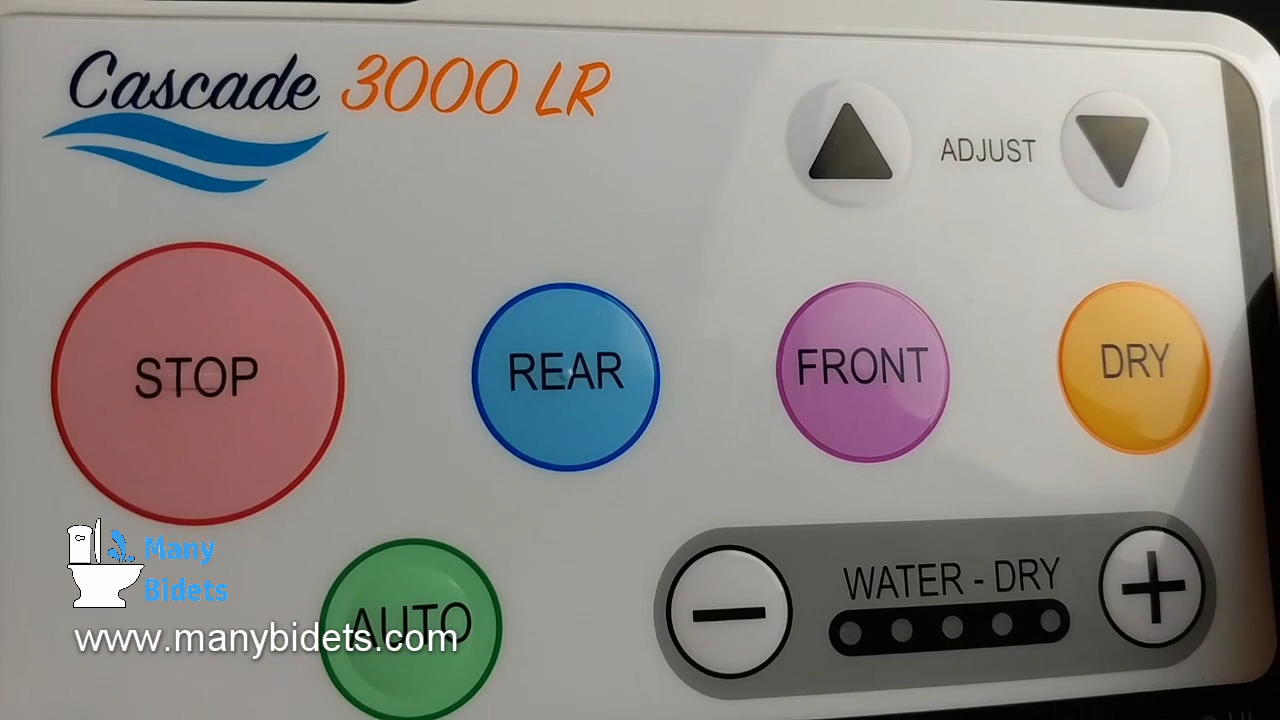 Cascade 3000 LR
ADJUST
STOP
REAR
FRONT
DRY
Many
Bidets
AUTO
WATER - DRY
www.manybidets.com